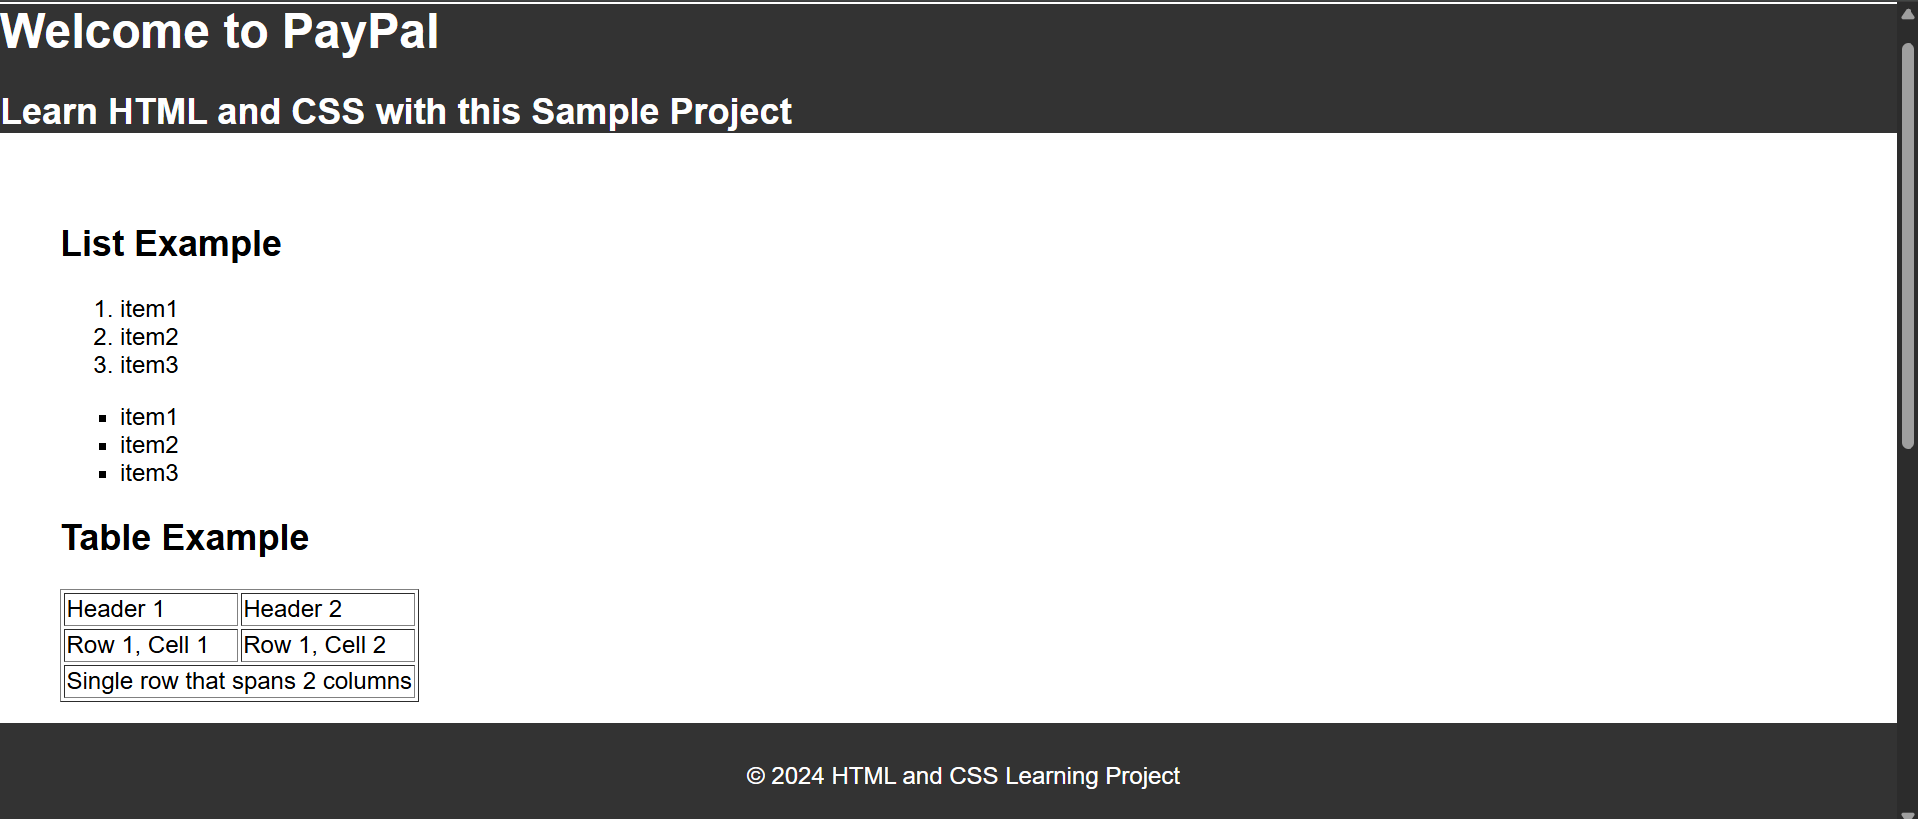 Welcome to PayPal
Learn HTML and CSS with this Sample Project
List Example
1. item1
2. item2
3. item3
▪ item1
▪ item2
▪ item3
Table Example
Header 1 Header 2
Row 1, Cell 1 Row 1, Cell 2
Single row that spans 2 columns
© 2024 HTML and CSS Learning Project